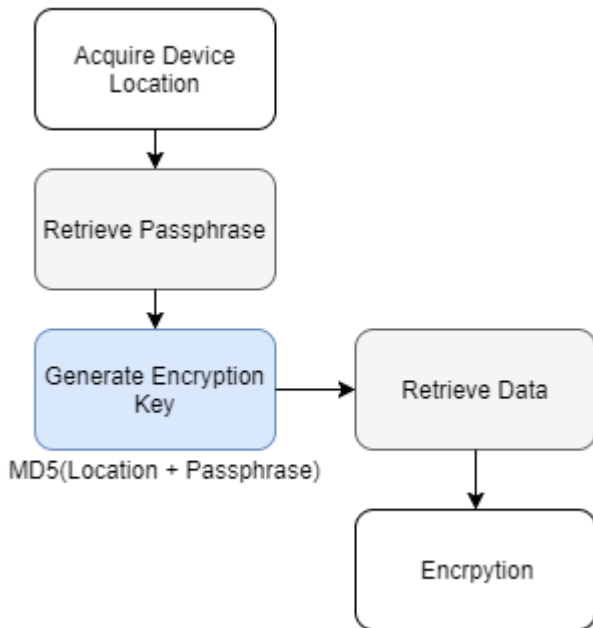 Acquire Device
Location
Retrieve Passphrase
Generate Encryption
Key
MD5(Location + Passphrase)
Retrieve Data
Encrpytion